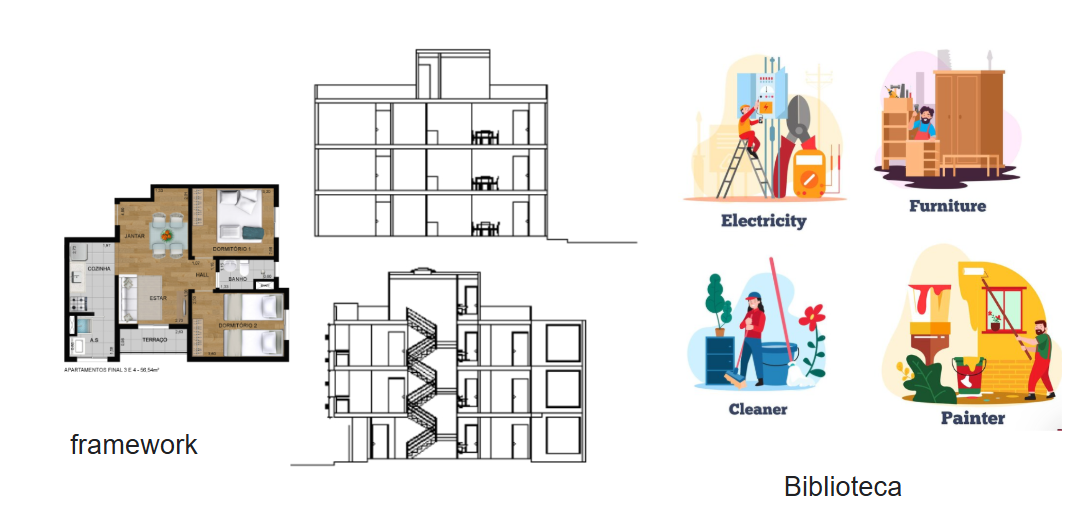 JANTAR
DORMITÓRIO 1
COZINHA
HALL
BANHO
ESTAR
DORMITÓRIO 2
A.S.
TERRAÇO
APARTAMENTOS FINAL 3 E 4 - 56,54m²
framework
Electricity
Furniture
Cleaner
Painter
Biblioteca